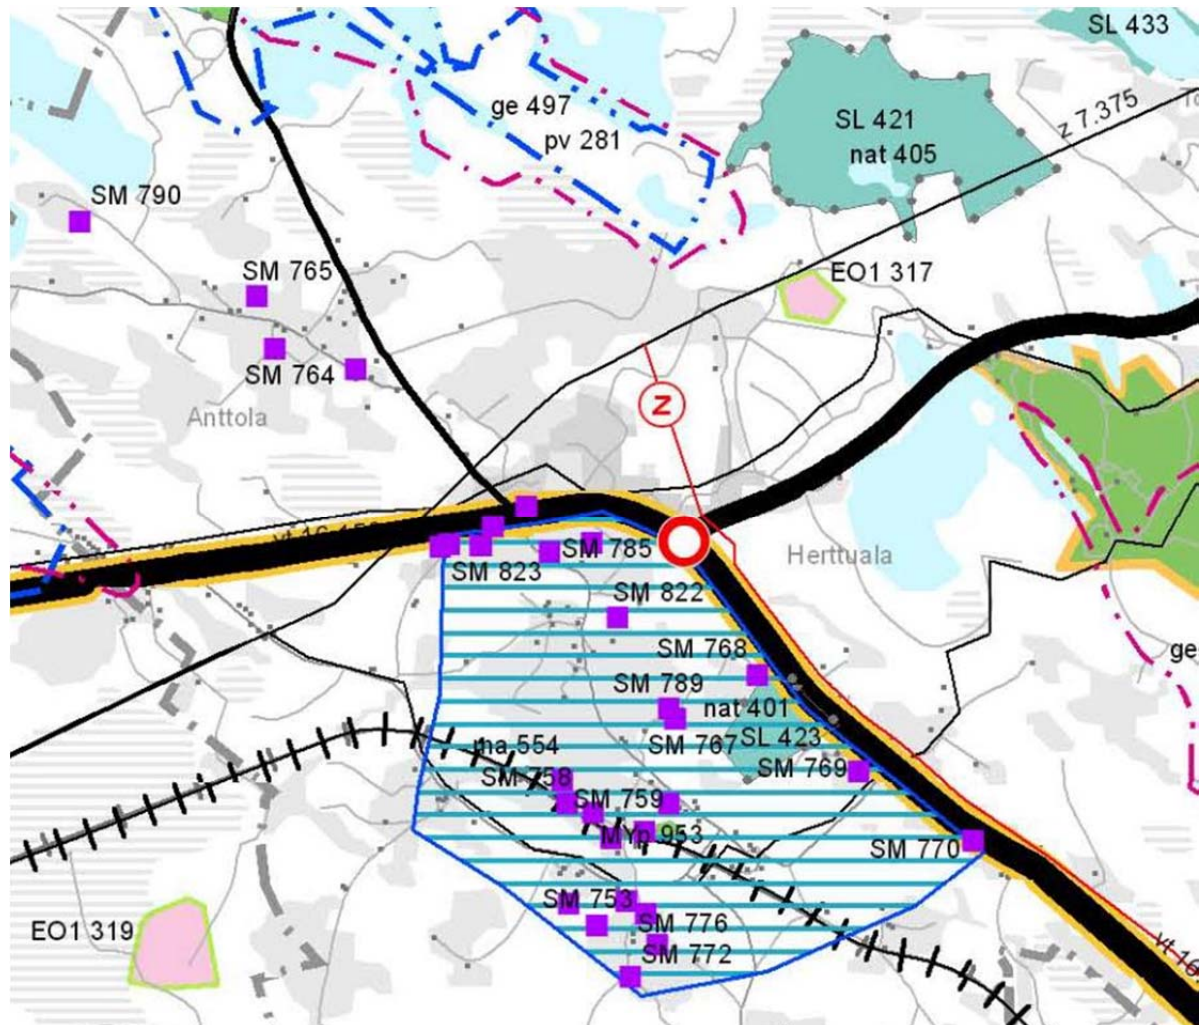 SL 433
ge 497
z 7.375
pv 281
SL 421
nat 405
SM 790
SM 765
EO1 317
SM 764
Z
Anttola
SM 785
Herttuala
SM 823
SM 822
SM 768
ge
SM 789
nat 401
SM 767
SL 423
ma 554
SM 769
SM 758
SM 759
MYp 953
SM 770
SM 753
EO1 319
SM 776
SM 772
vt 16